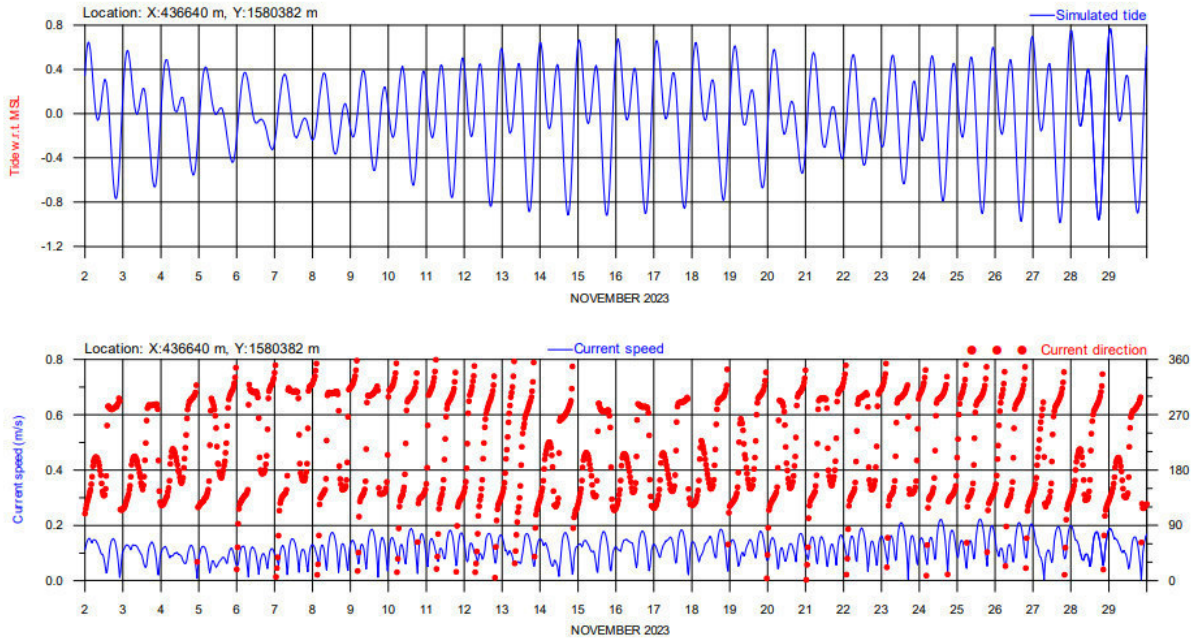 Location: X:436640 m, Y:1580382 m
Simulated tide
Tide w.r.t. MSL
0.8
0.4
0.0
-0.4
-0.8
-1.2
2 3 4 5 6 7 8 9 10 11 12 13 14 15 16 17 18 19 20 21 22 23 24 25 26 27 28 29
NOVEMBER 2023
Location: X:436640 m, Y:1580382 m
Current speed
Current direction
Current speed (m/s)
0.8 360
0.6 270
0.4 180
0.2 90
0.0 0
2 3 4 5 6 7 8 9 10 11 12 13 14 15 16 17 18 19 20 21 22 23 24 25 26 27 28 29
NOVEMBER 2023